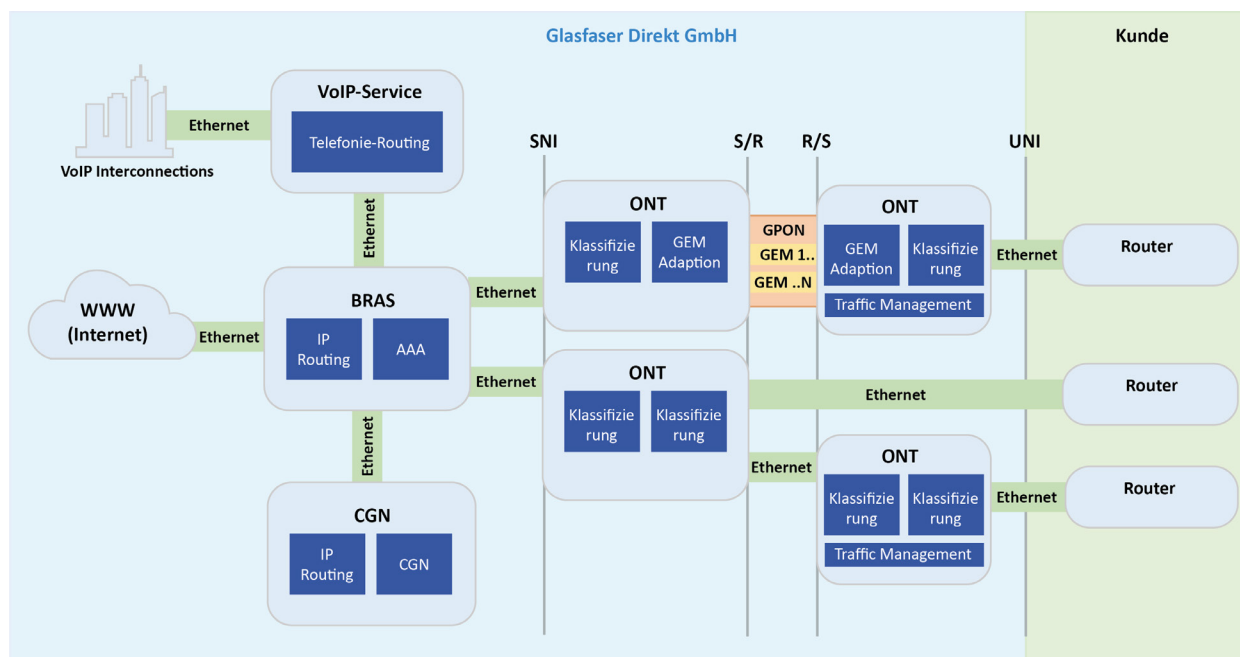 Glasfaser Direkt GmbH
Kunde
VoIP-Service
Telefonie-Routing
Ethernet
VoIP Interconnections
Ethernet
SNI
S/R
R/S
UNI
ONT
Klassifizie
rung
GEM
Adaption
GPON
GEM 1..
GEM ..N
ONT
GEM
Adaption
Klassifizie
rung
Traffic Management
Ethernet
Router
WWW
(Internet)
Ethernet
BRAS
IP
Routing
AAA
Ethernet
Ethernet
ONT
Klassifizie
rung
Klassifizie
rung
Ethernet
Router
Ethernet
ONT
Klassifizie
rung
Klassifizie
rung
Traffic Management
Ethernet
Router
Ethernet
CGN
IP
Routing
CGN